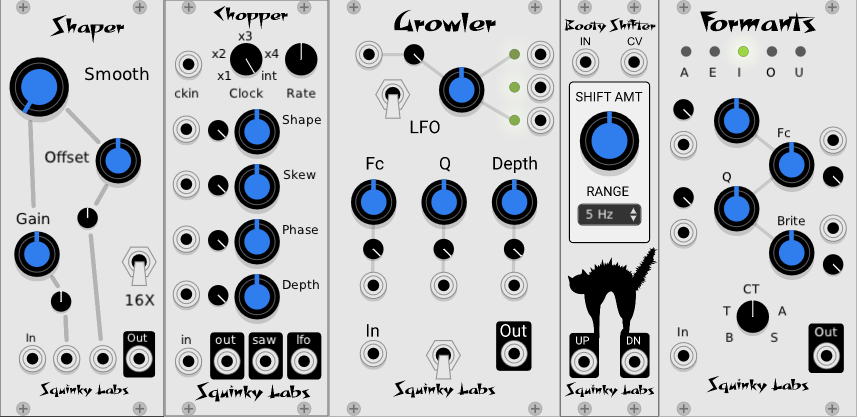 Shaper
Smooth
Offset
Gain
16X
In
Out
Squinky Labs
Chopper
x3
x2
x4
x1
int
ckin
Clock
Rate
Shape
Skew
Phase
Depth
in
out
saw
lfo
Squinky Labs
Growler
LFO
Fc
Q
Depth
In
Out
Squinky Labs
Booty Shifter
IN
CV
SHIFT AMT
RANGE
5 Hz
UP
DN
Squinky Labs
Formants
A E I O U
Fc
Q
Brite
CT
T
A
B
S
In
Out
Squinky Labs